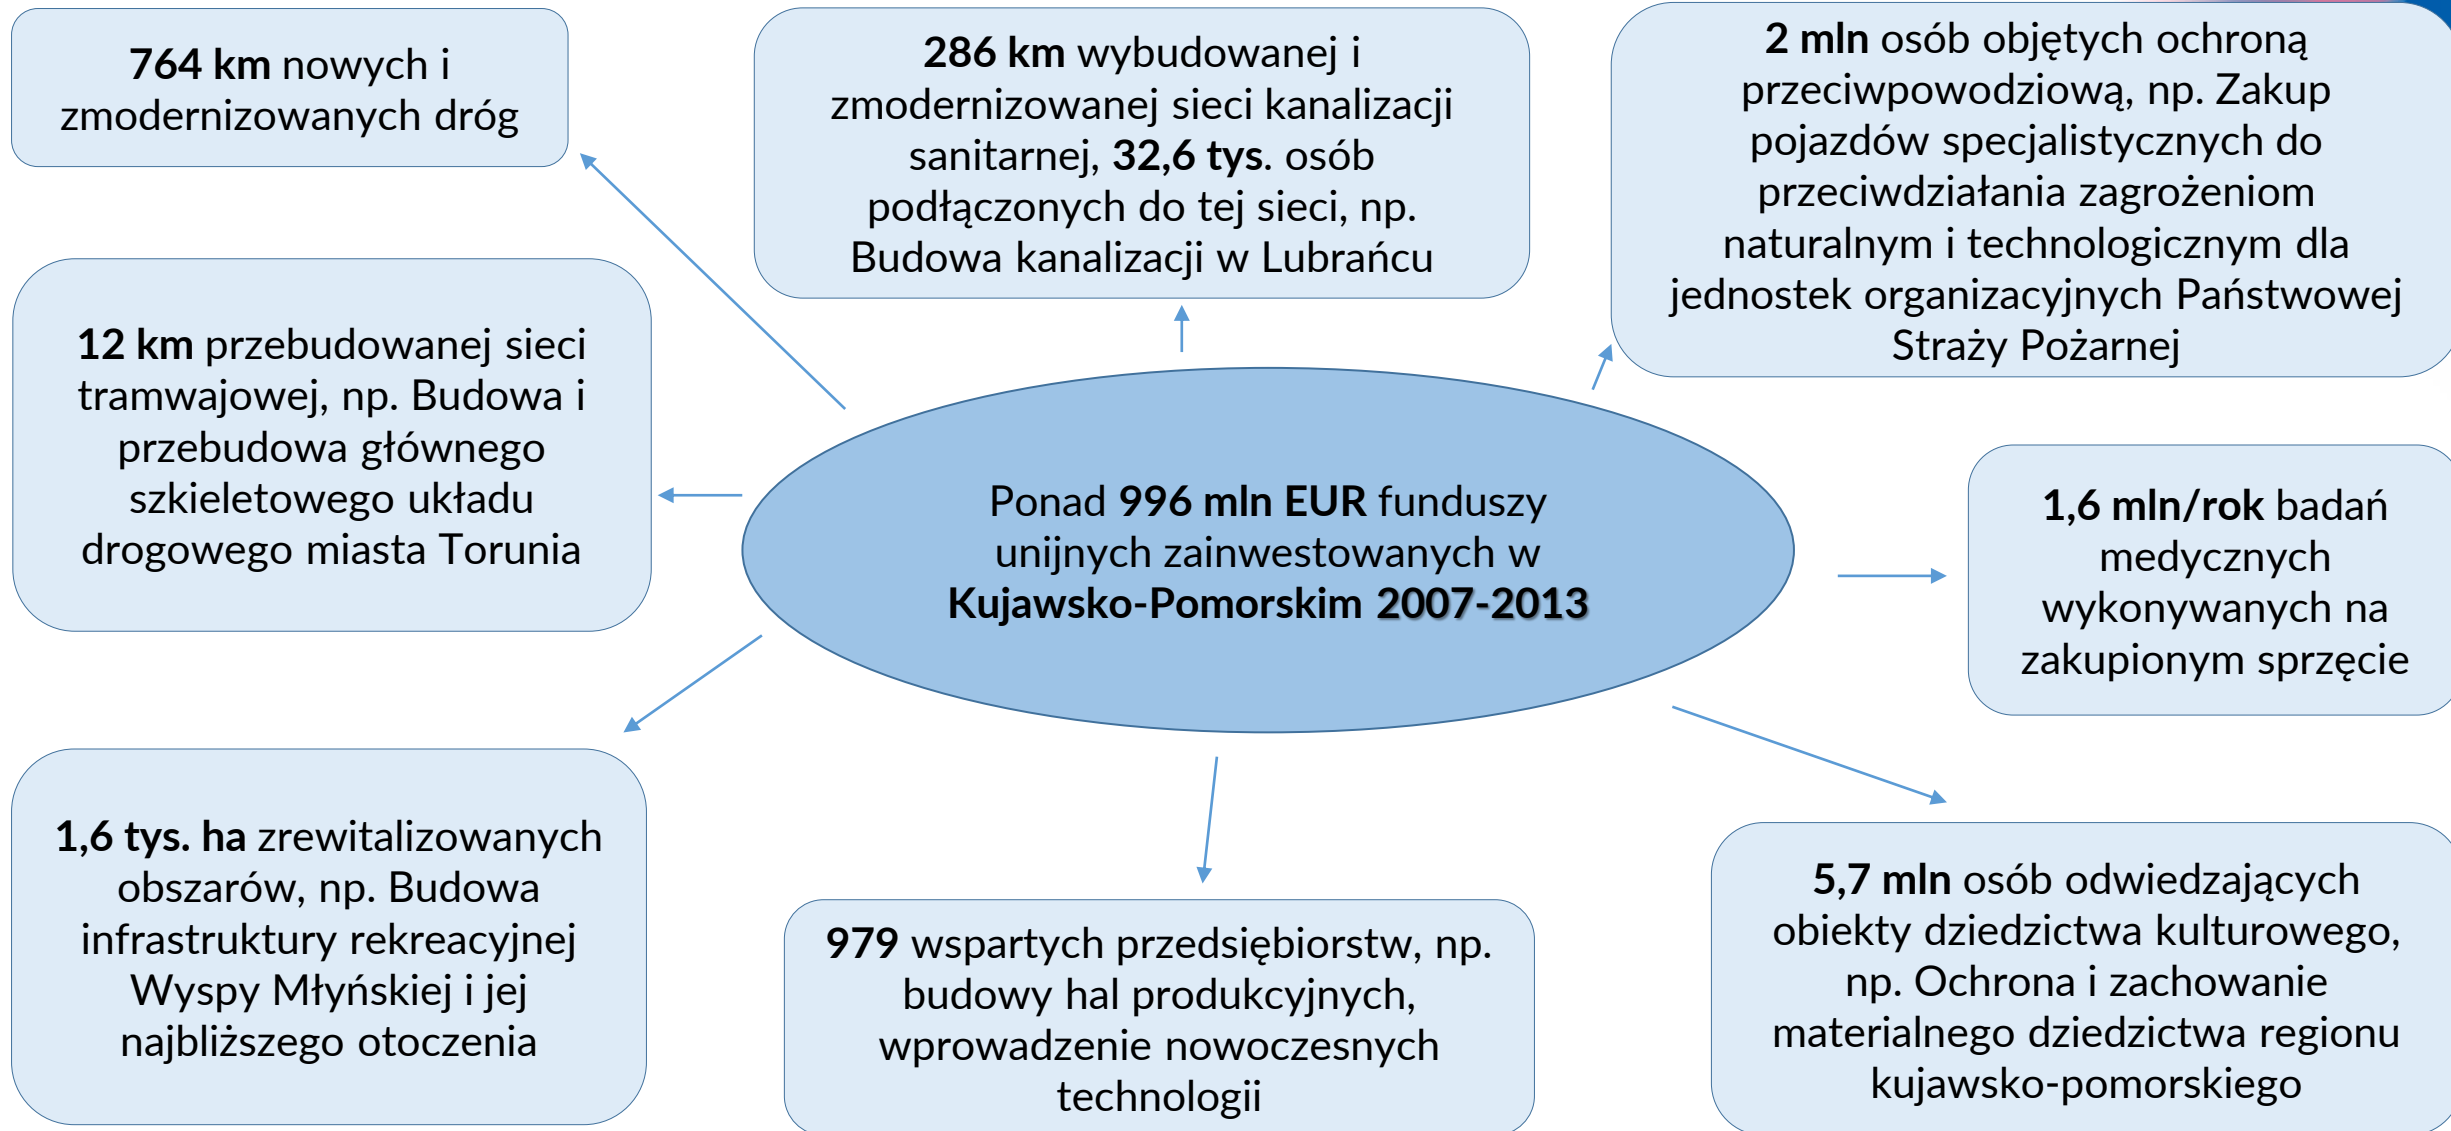 764 km nowych i
zmodernizowanych dróg
286 km wybudowanej i
zmodernizowanej sieci kanalizacji
sanitarnej, 32,6 tys. osób
podłączonych do tej sieci, np.
Budowa kanalizacji w Lubrańcu
2 mln osób objętych ochroną
przeciwpowodziową, np. Zakup
pojazdów specjalistycznych do
przeciwdziałania zagrożeniom
naturalnym i technologicznym dla
jednostek organizacyjnych Państwowej
Straży Pożarnej
12 km przebudowanej sieci
tramwajowej, np. Budowa i
przebudowa głównego
szkieletowego układu
drogowego miasta Torunia
Ponad 996 mln EUR funduszy
unijnych zainwestowanych w
Kujawsko-Pomorskim 2007-2013
1,6 mln/rok badań
medycznych
wykonywanych na
zakupionym sprzęcie
1,6 tys. ha zrewitalizowanych
obszarów, np. Budowa
infrastruktury rekreacyjnej
Wyspy Młyńskiej i jej
najbliższego otoczenia
979 wspartych przedsiębiorstw, np.
budowy hal produkcyjnych,
wprowadzenie nowoczesnych
technologii
5,7 mln osób odwiedzających
obiekty dziedzictwa kulturowego,
np. Ochrona i zachowanie
materialnego dziedzictwa regionu
kujawsko-pomorskiego